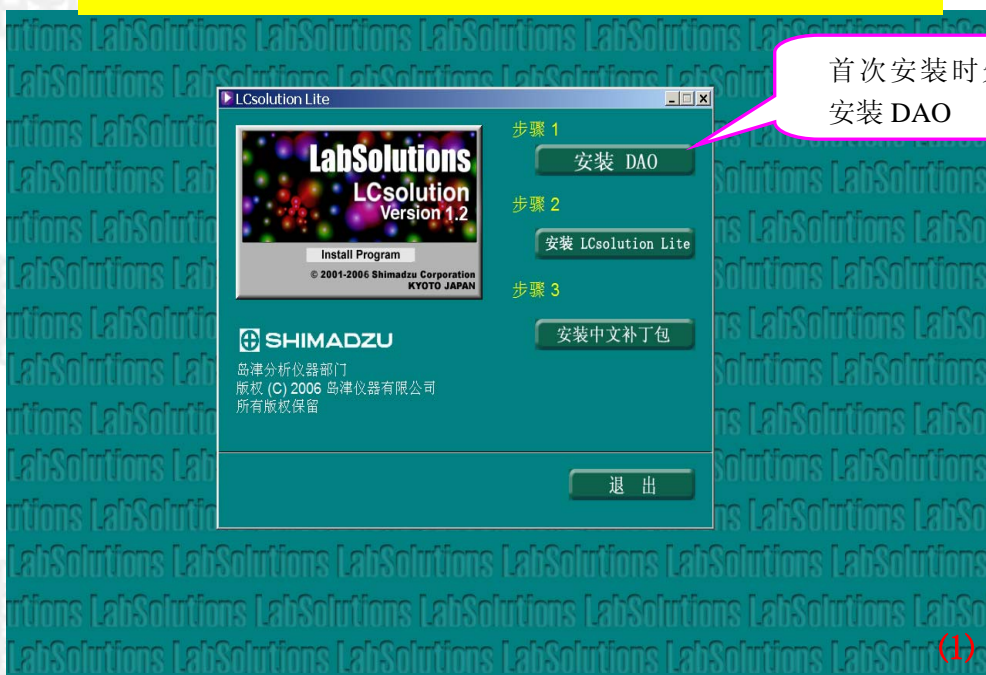 首次安装时
安装 DAO
LCsolution Lite
LabSolutions
LCsolution
Version 1.2
Install Program
© 2001-2006 Shimadzu Corporation
KYOTO JAPAN
步骤 1
安装 DAO
步骤 2
安装 LCsolution Lite
步骤 3
安装中文补丁包
SHIMADZU
岛津分析仪器部门
版权 (C) 2006 岛津仪器有限公司
所有版权保留
退 出
(1)